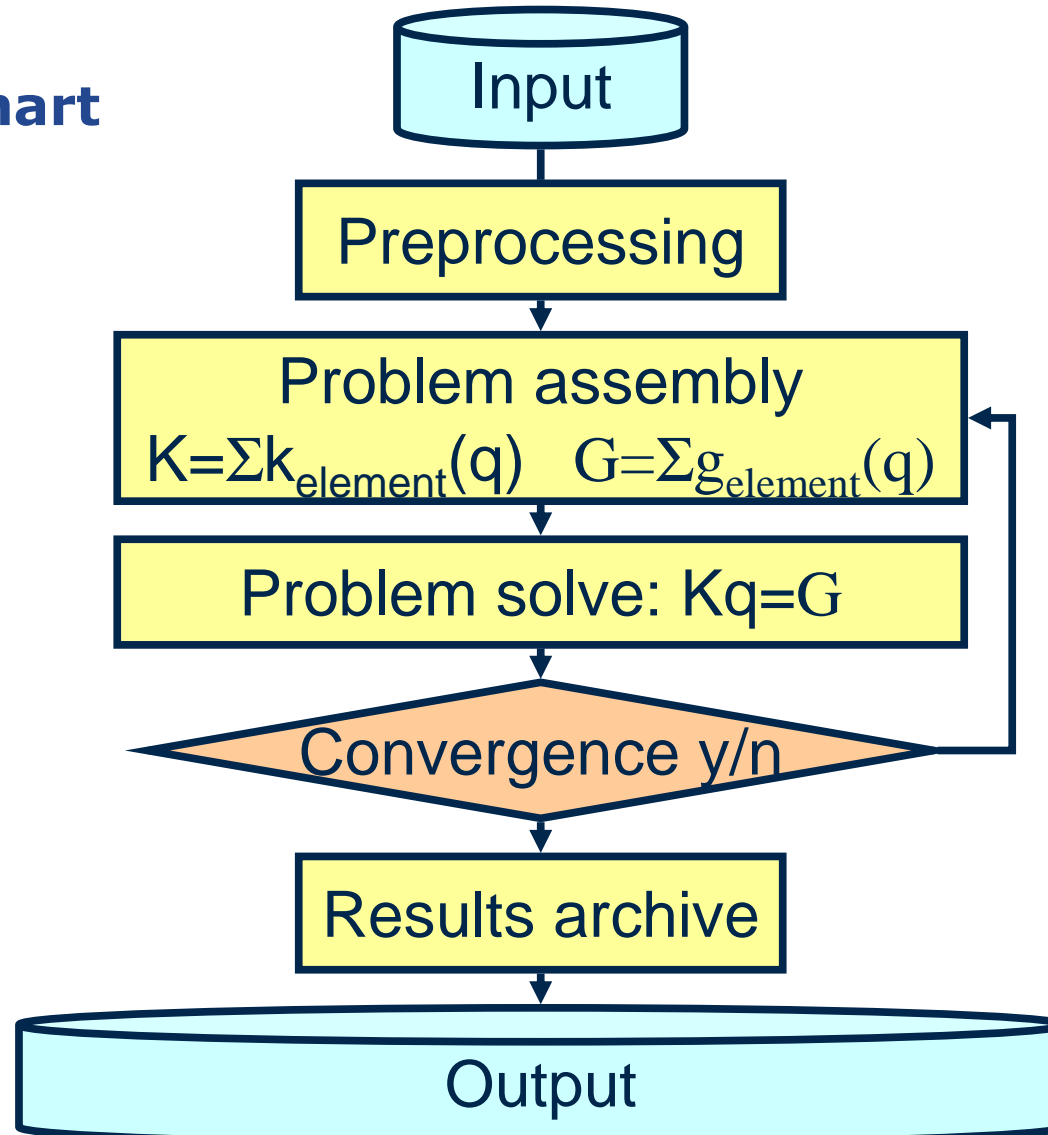 hart
Input
Preprocessing
Problem assembly
K=Σk_element(q) G=Σg_element(q)
Problem solve: Kq=G
Convergence y/n
Results archive
Output